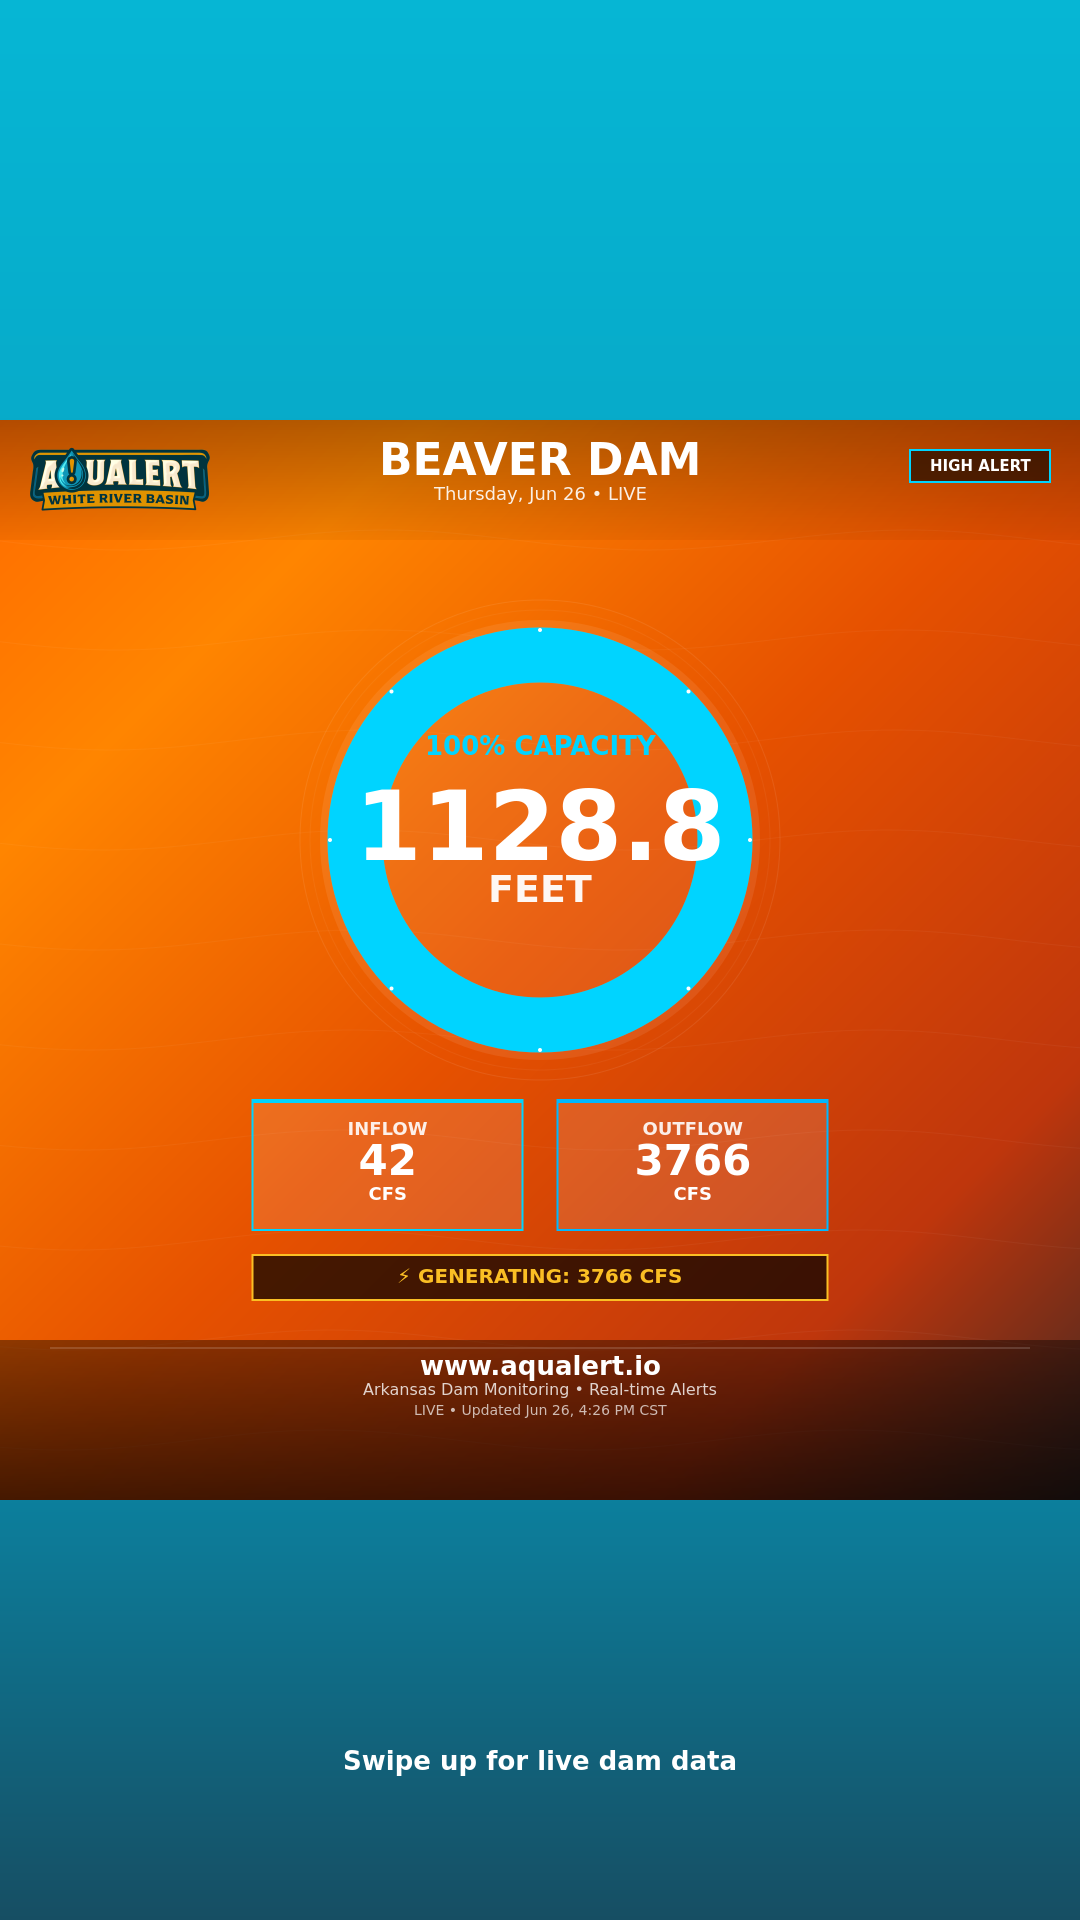 AQUALERT
WHITE RIVER BASIN
BEAVER DAM
Thursday, Jun 26 • LIVE
HIGH ALERT
100% CAPACITY
1128.8
FEET
INFLOW
42
CFS
OUTFLOW
3766
CFS
⚡ GENERATING: 3766 CFS
www.aqualert.io
Arkansas Dam Monitoring • Real-time Alerts
LIVE • Updated Jun 26, 4:26 PM CST
Swipe up for live dam data